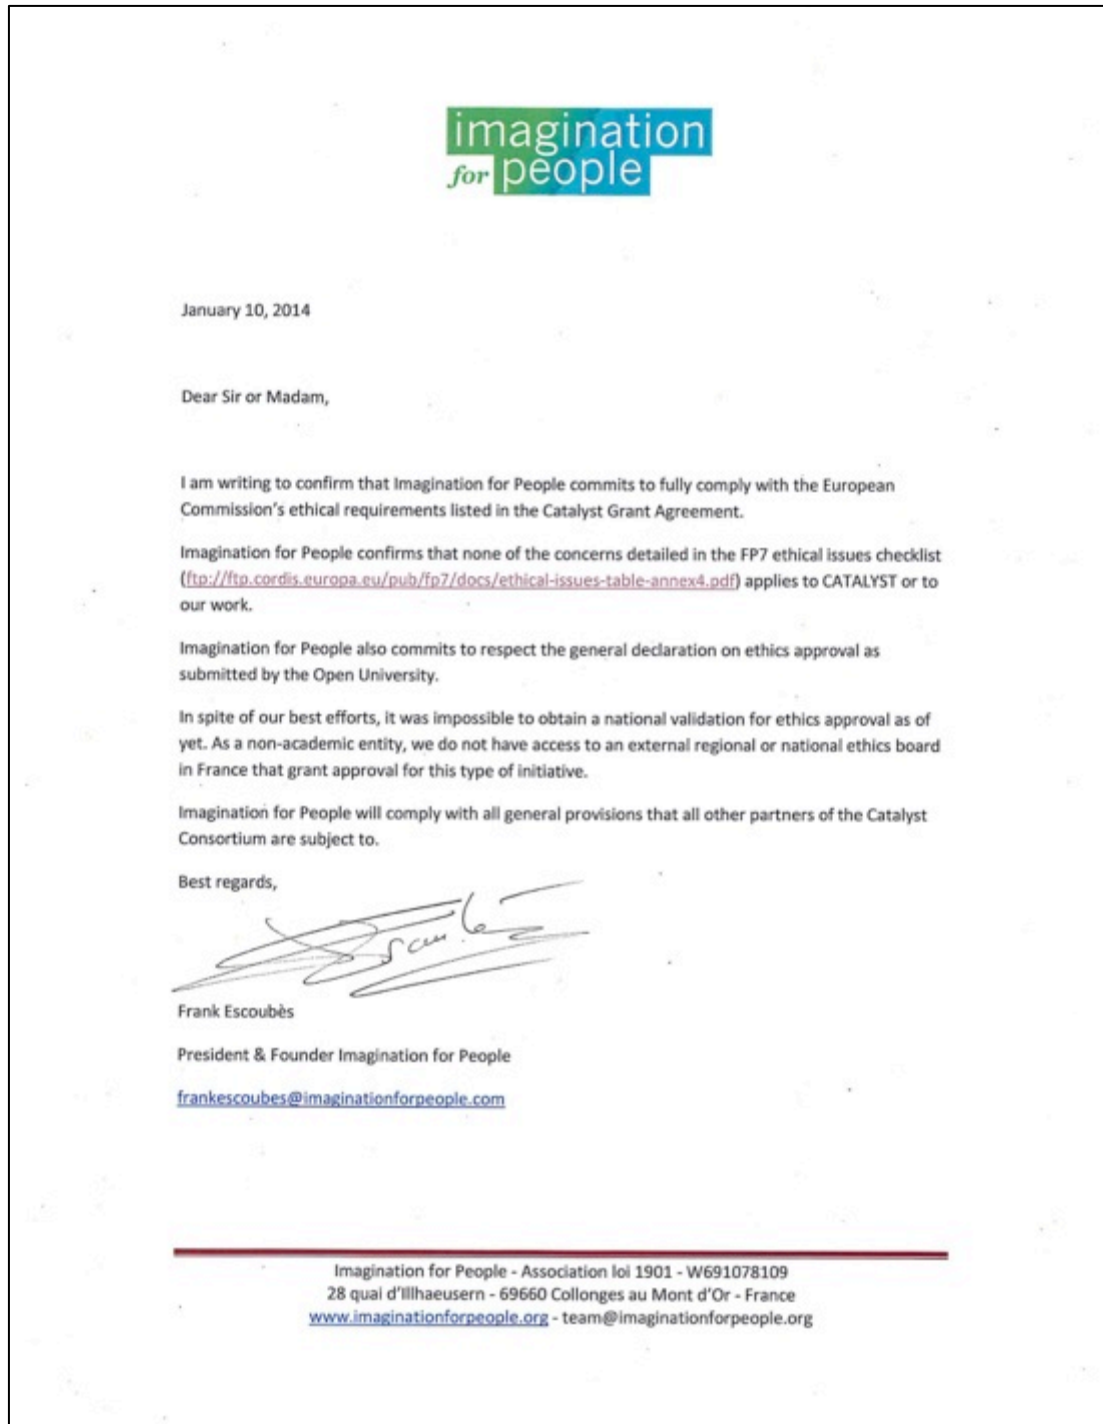 imagination
for people
January 10, 2014
Dear Sir or Madam,
I am writing to confirm that Imagination for People commits to fully comply with the European
Commission's ethical requirements listed in the Catalyst Grant Agreement.
Imagination for People confirms that none of the concerns detailed in the FP7 ethical issues checklist
(ftp://ftp.cordis.europa.eu/pub/fp7/docs/ethical-issues-table-annex4.pdf) applies to CATALYST or to
our work.
Imagination for People also commits to respect the general declaration on ethics approval as
submitted by the Open University.
In spite of our best efforts, it was impossible to obtain a national validation for ethics approval as of
yet. As a non-academic entity, we do not have access to an external regional or national ethics board
in France that grant approval for this type of initiative.
Imagination for People will comply with all general provisions that all other partners of the Catalyst
Consortium are subject to.
Best regards,
Frank Escoubès
President & Founder Imagination for People
frankescoubes@imaginationforpeople.com
Imagination for People - Association loi 1901 - W691078109
28 quai d'Illhaeusern - 69660 Collonges au Mont d'Or - France
www.imaginationforpeople.org - team@imaginationforpeople.org